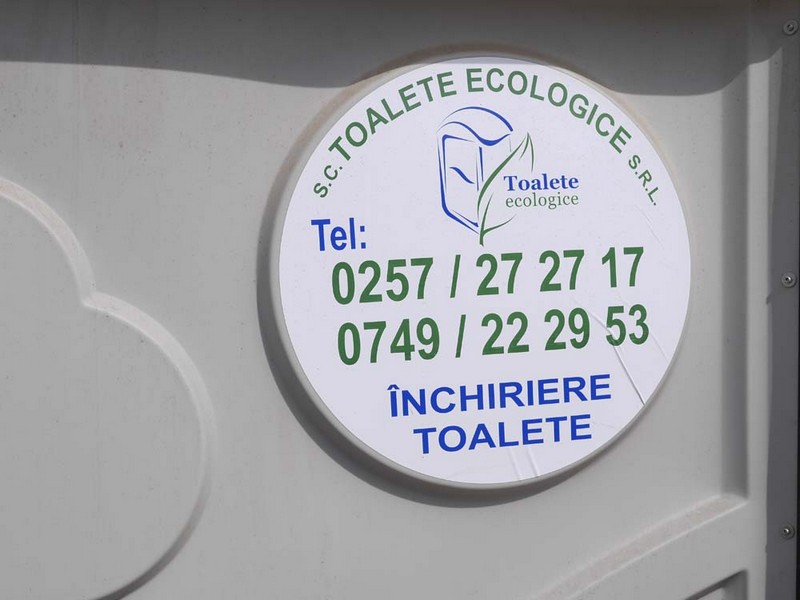 S.C. TOALETE ECOLOGICE S.R.L.
Toalete
ecologice
Tel:
0257 / 27 27 17
0749 / 22 29 53
ÎNCHIRIERE
TOALETE